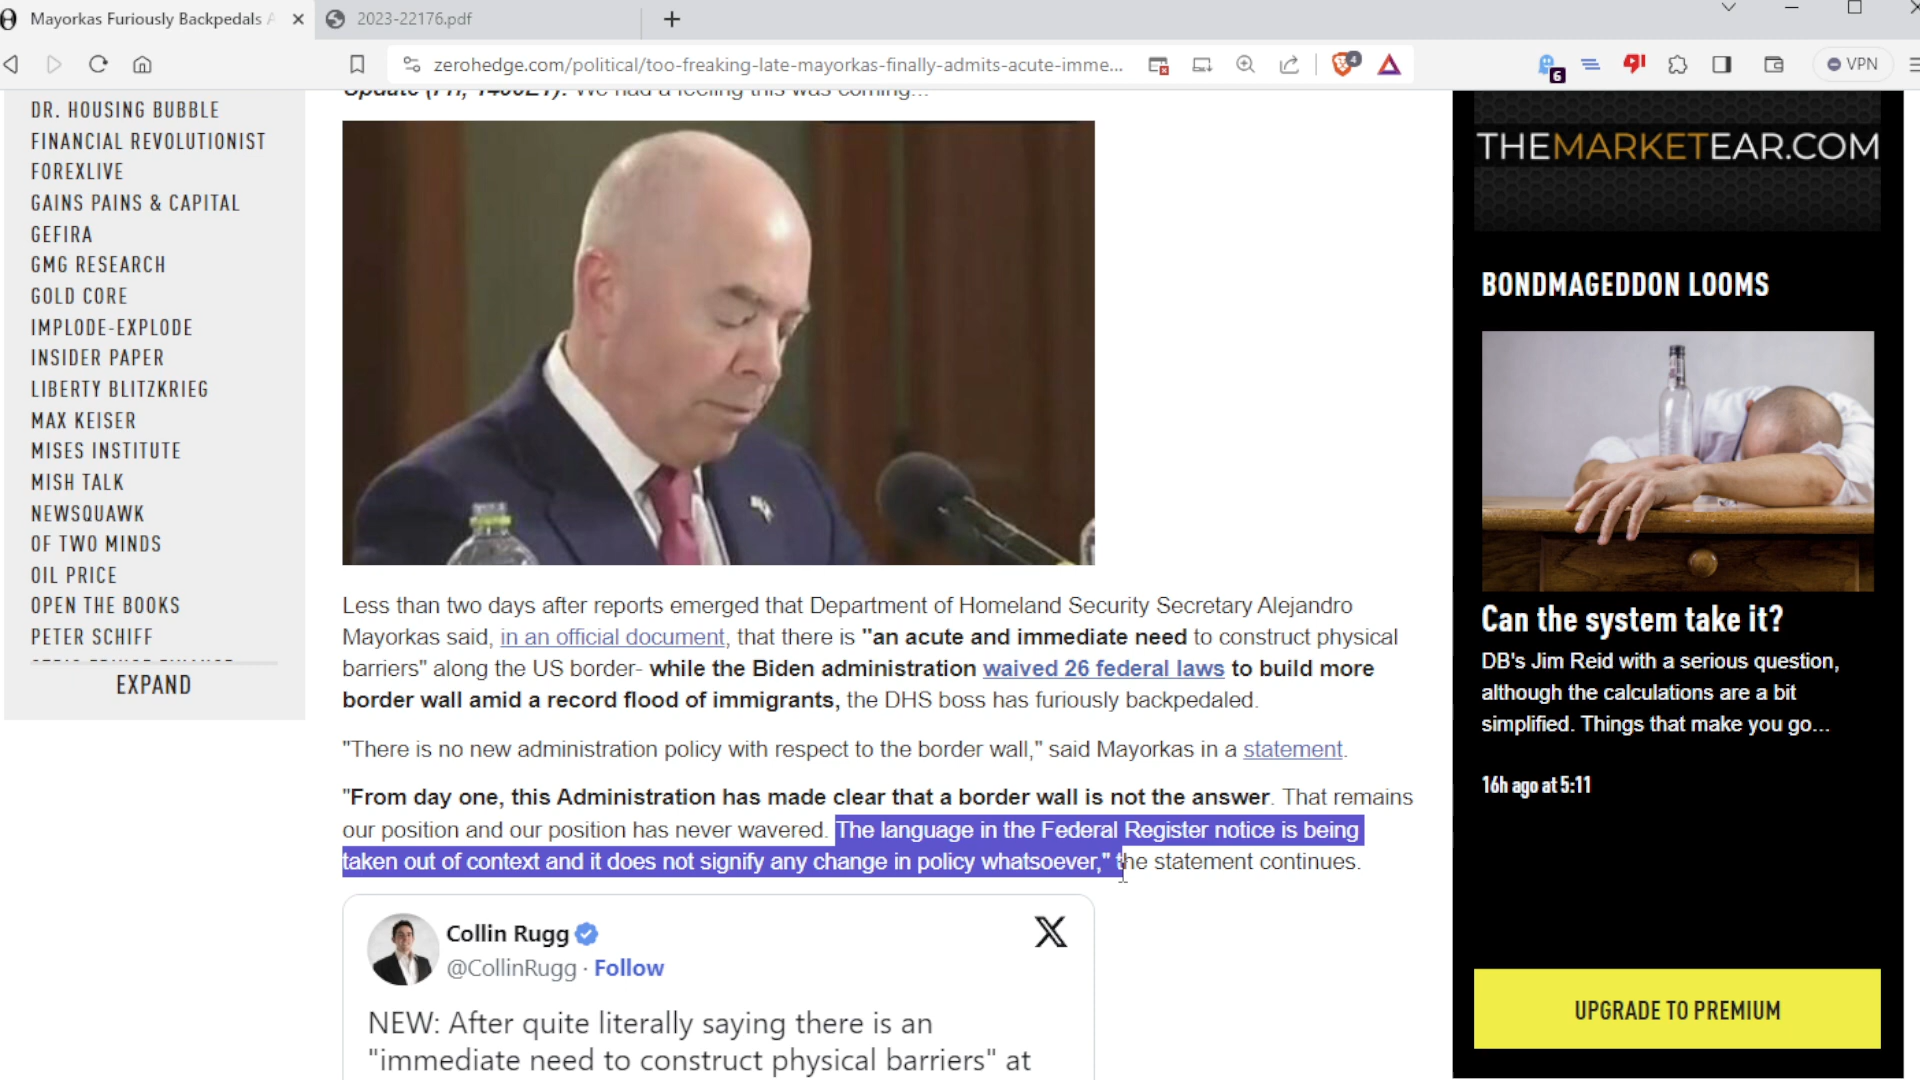 Mayorkas Furiously Backpedals A
2023-22176.pdf
zerohedge.com/political/too-freaking-late-mayorkas-finally-admits-acute-imme...
4
6
VPN
DR. HOUSING BUBBLE
FINANCIAL REVOLUTIONIST
FOREXLIVE
GAINS PAINS & CAPITAL
GEFIRA
GMG RESEARCH
GOLD CORE
IMPLODE-EXPLODE
INSIDER PAPER
LIBERTY BLITZKRIEG
MAX KEISER
MISES INSTITUTE
MISH TALK
NEWSQUAWK
OF TWO MINDS
OIL PRICE
OPEN THE BOOKS
PETER SCHIFF
EXPAND
Update (Fri, 1400ET): We had a feeling this was coming...
Less than two days after reports emerged that Department of Homeland Security Secretary Alejandro
Mayorkas said, in an official document, that there is "an acute and immediate need to construct physical
barriers" along the US border- while the Biden administration waived 26 federal laws to build more
border wall amid a record flood of immigrants, the DHS boss has furiously backpedaled.
"There is no new administration policy with respect to the border wall," said Mayorkas in a statement.
"From day one, this Administration has made clear that a border wall is not the answer. That remains
our position and our position has never wavered. The language in the Federal Register notice is being
taken out of context and it does not signify any change in policy whatsoever," the statement continues.
Collin Rugg
@CollinRugg · Follow
X
NEW: After quite literally saying there is an
"immediate need to construct physical barriers" at
THEMARKETEAR.COM
BONDMAGEDDON LOOMS
Can the system take it?
DB's Jim Reid with a serious question,
although the calculations are a bit
simplified. Things that make you go...
16h ago at 5:11
UPGRADE TO PREMIUM